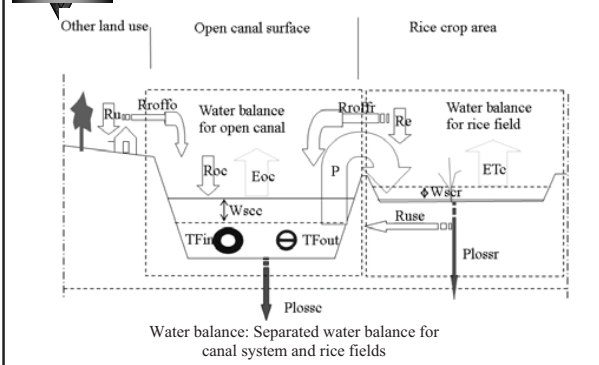 Other land use
Open canal surface
Rice crop area
Ru
Rroffo
Water balance
for open canal
Rroffr
Re
Water balance
for rice field
Roc
Eoc
P
ETc
Wscc
Wscr
Ruse
TFin
TFout
Plossr
Plossc
Water balance: Separated water balance for
canal system and rice fields